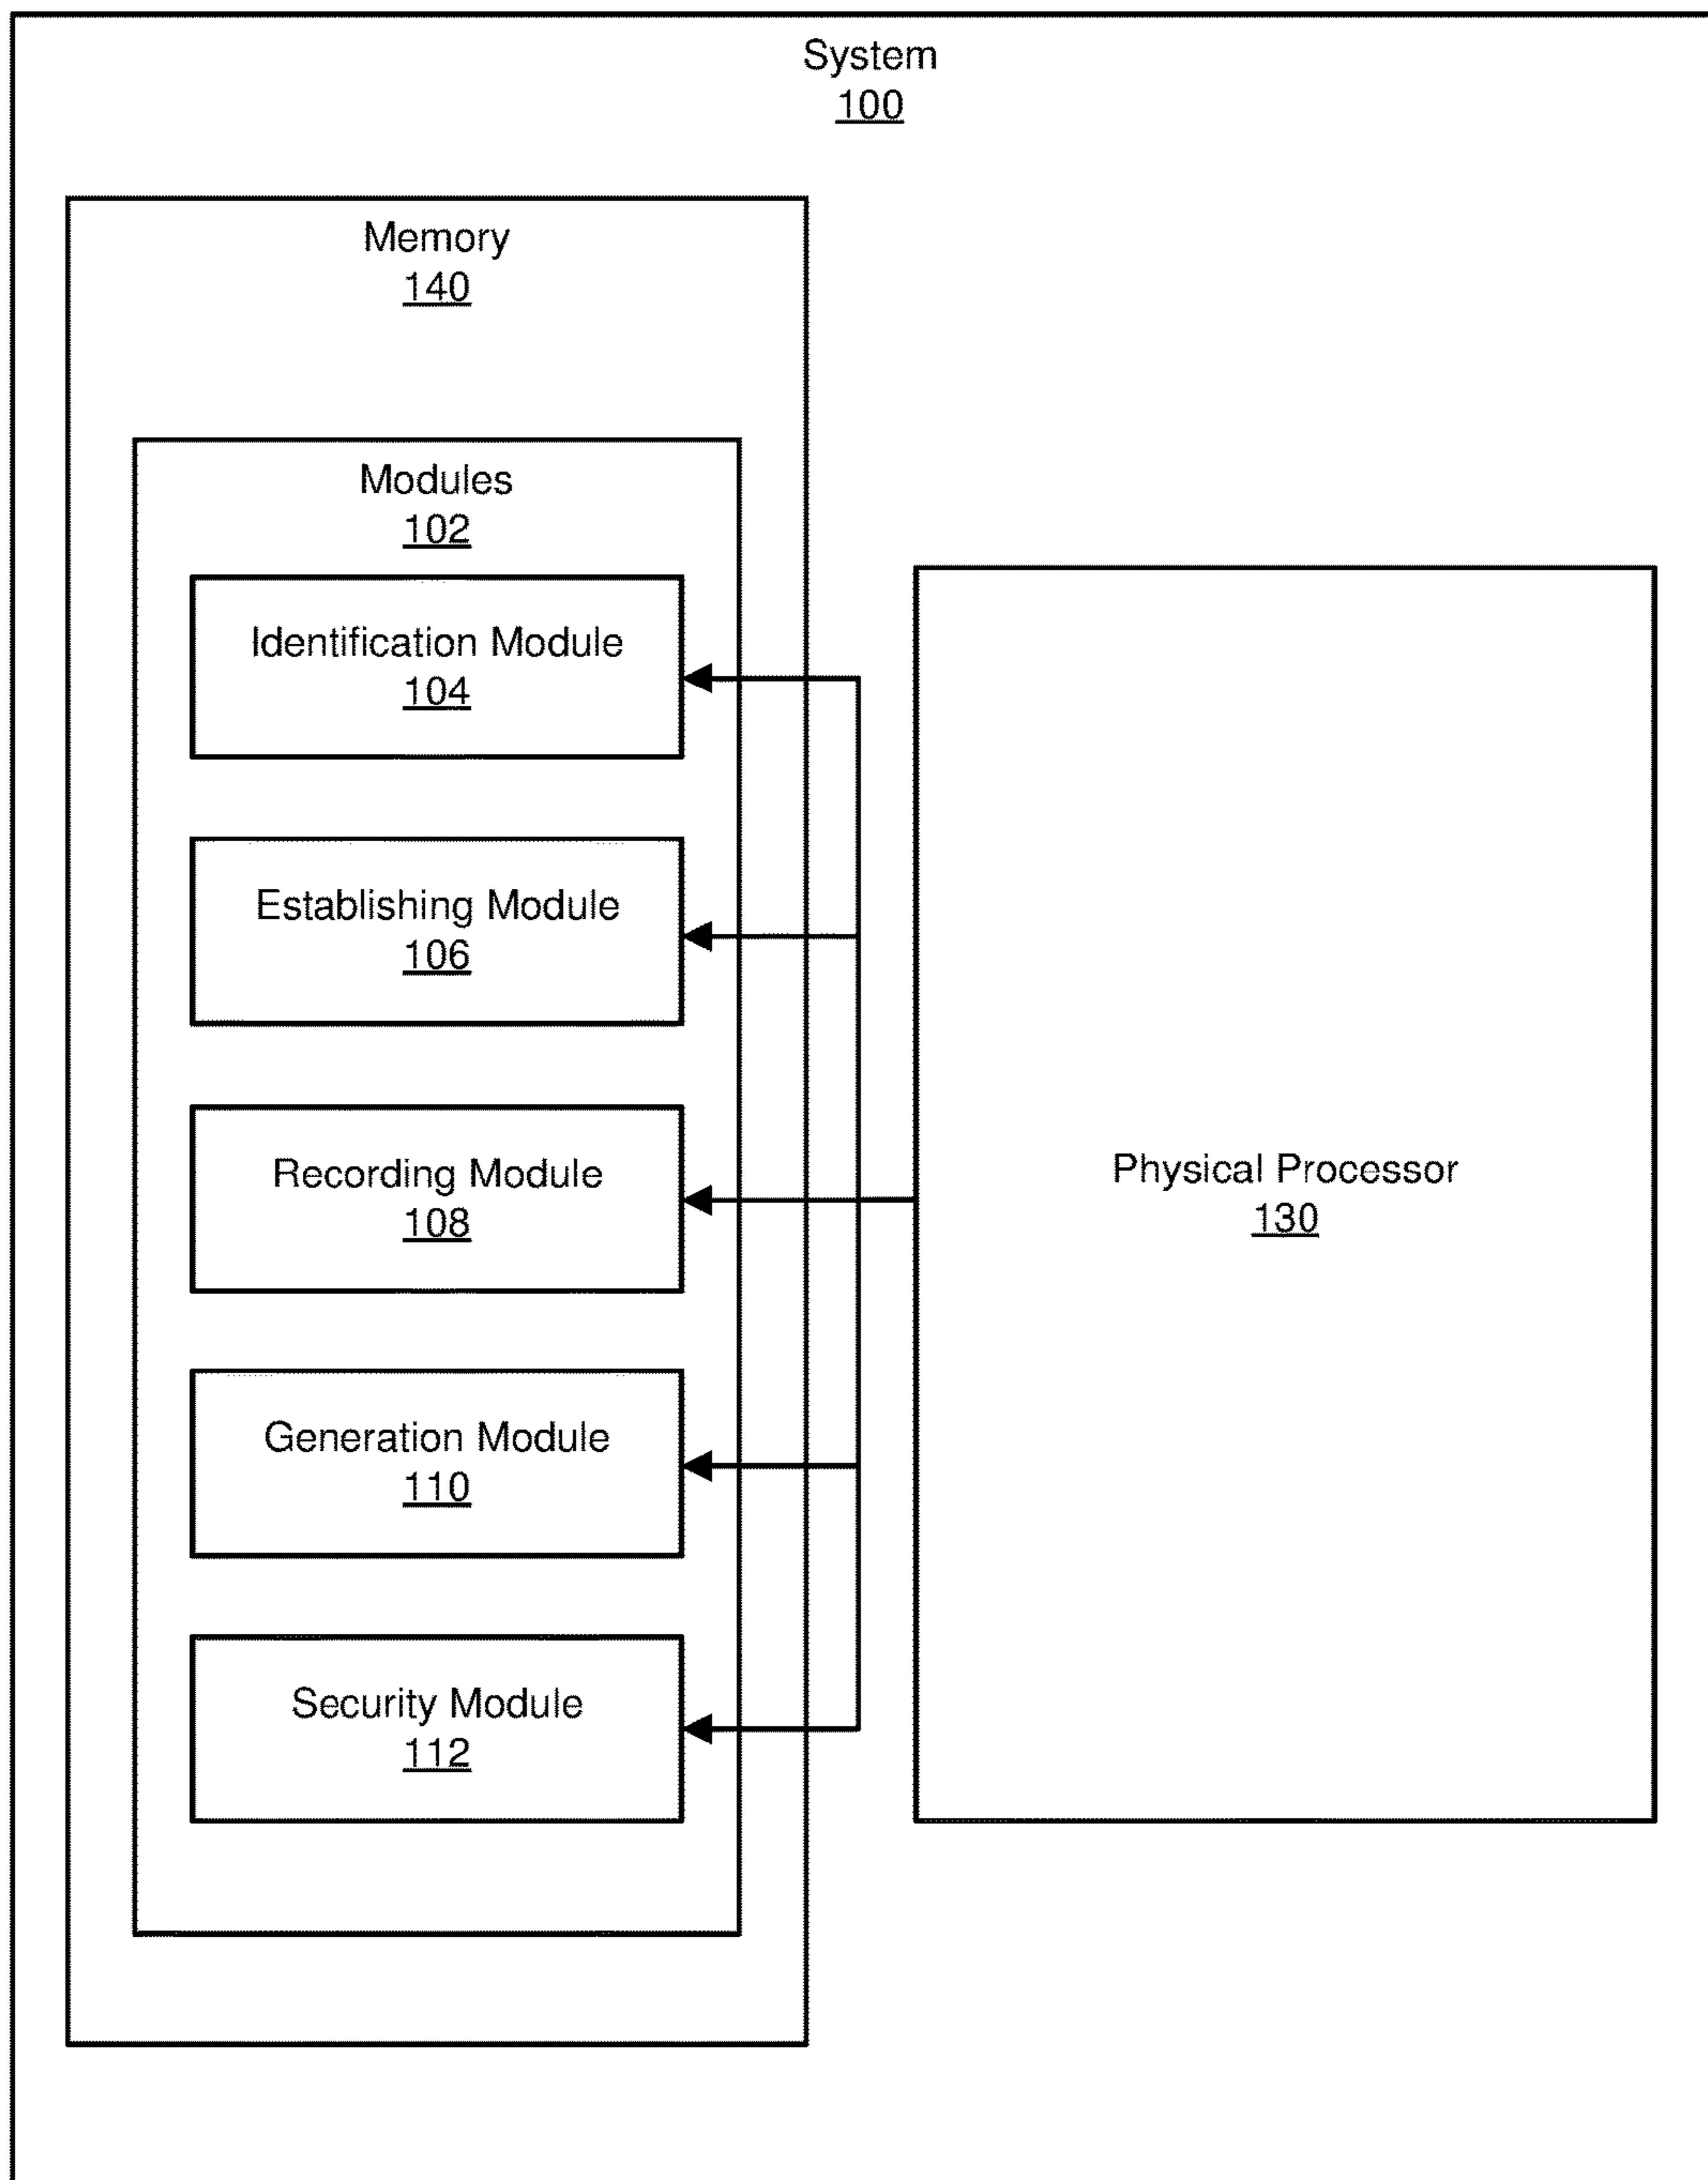 System
100
Memory
140
Modules
102
Identification Module
104
Establishing Module
106
Recording Module
108
Generation Module
110
Security Module
112
Physical Processor
130